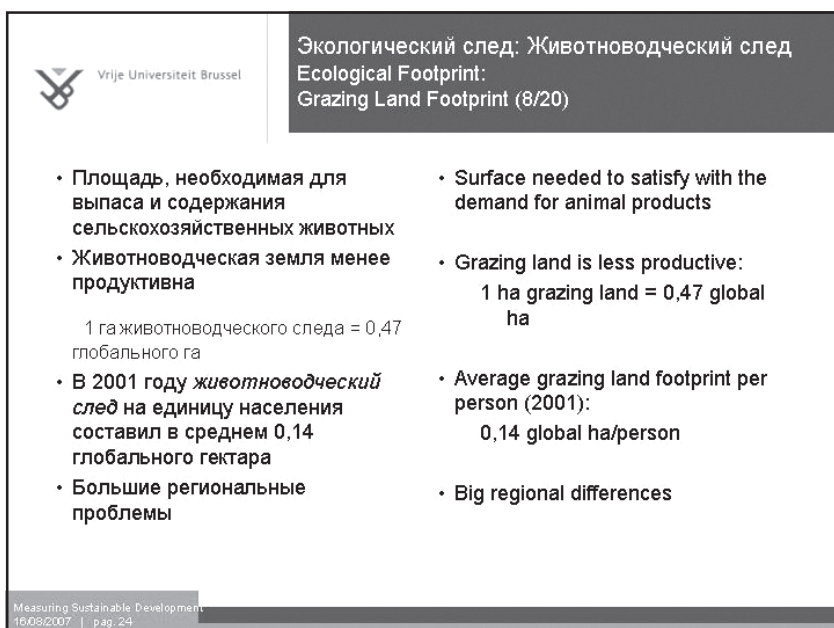 Vrije Universiteit Brussel
Экологический след: Животноводческий след
Ecological Footprint:
Grazing Land Footprint (8/20)
• Площадь, необходимая для
выпаса и содержания
сельскохозяйственных животных
• Животноводческая земля менее
продуктивна
1 га животноводческого следа = 0,47
глобального га
• В 2001 году животноводческий
след на единицу населения
составил в среднем 0,14
глобального гектара
• Большие региональные
проблемы
• Surface needed to satisfy with the
demand for animal products
• Grazing land is less productive:
1 ha grazing land = 0,47 global
ha
• Average grazing land footprint per
person (2001):
0,14 global ha/person
• Big regional differences
Measuring Sustainable Development
16/08/2007 | pag. 24